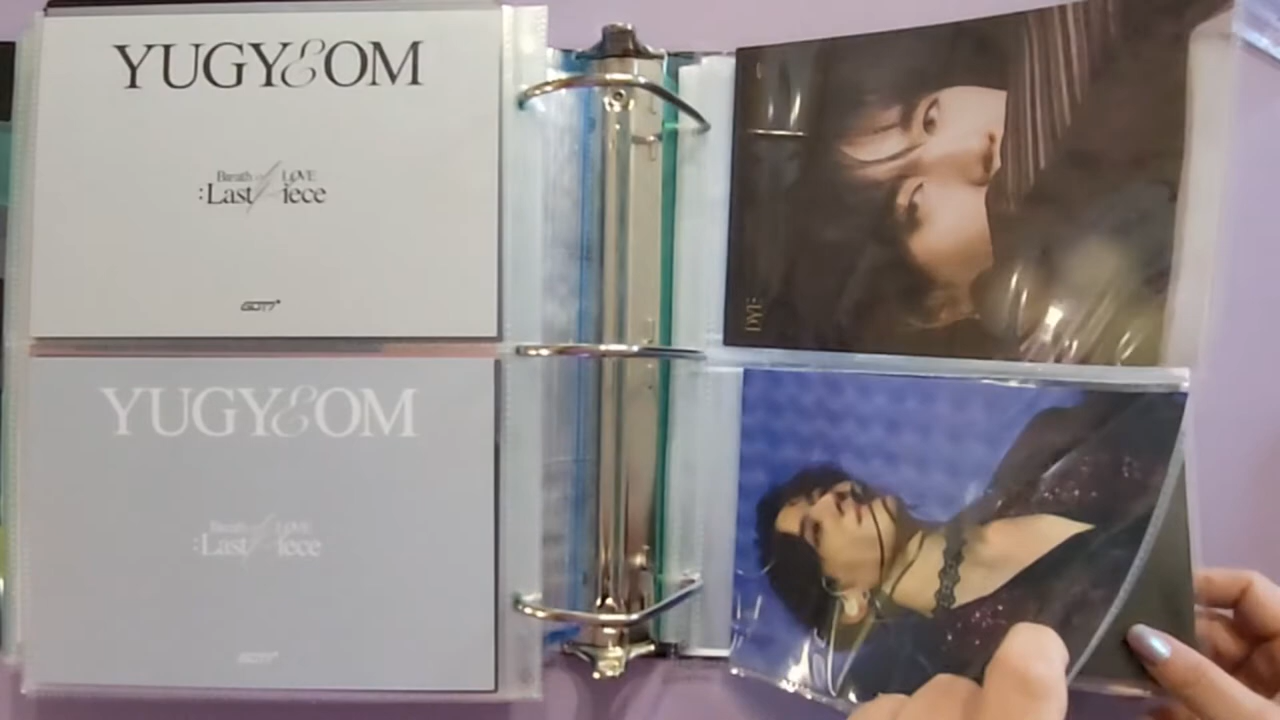 YUGYEOM
Breath of LOVE
:Last Piece
GOT7
YUGYEOM
Breath of LOVE
:Last Piece
GOT7
DYE